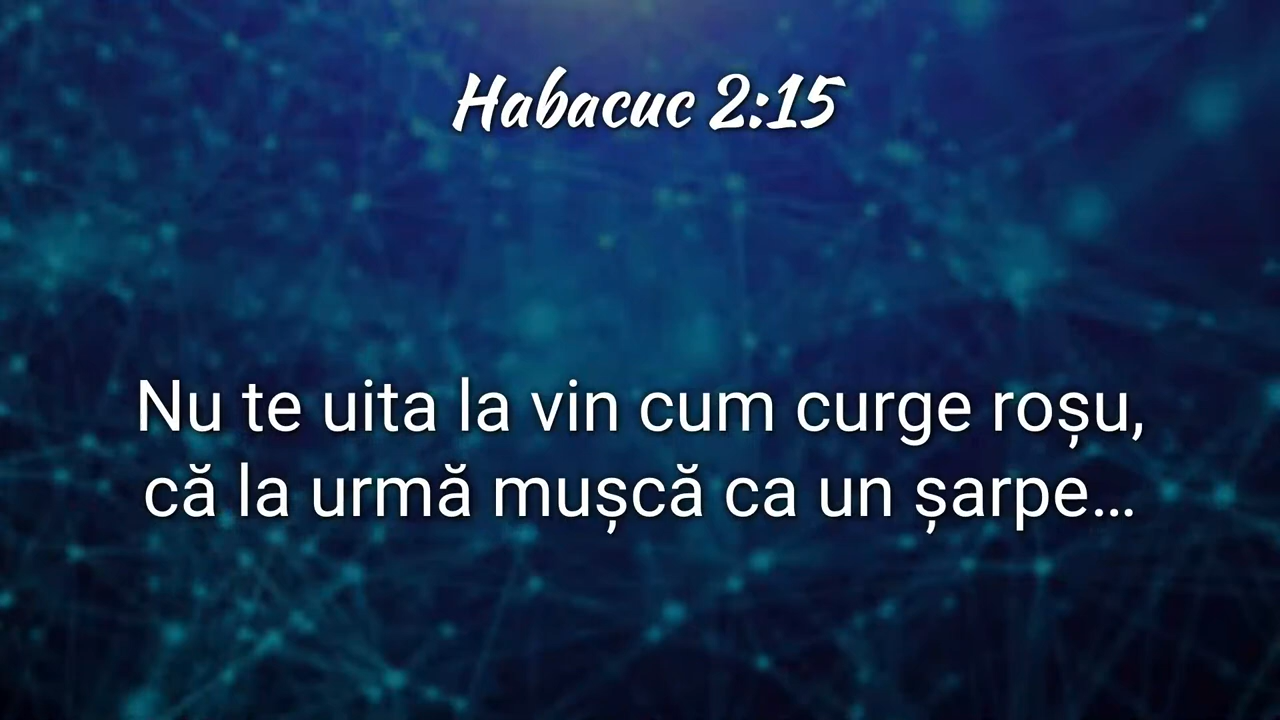 Habacuc 2:15
Nu te uita la vin cum curge roșu,
că la urmă mușcă ca un șarpe…